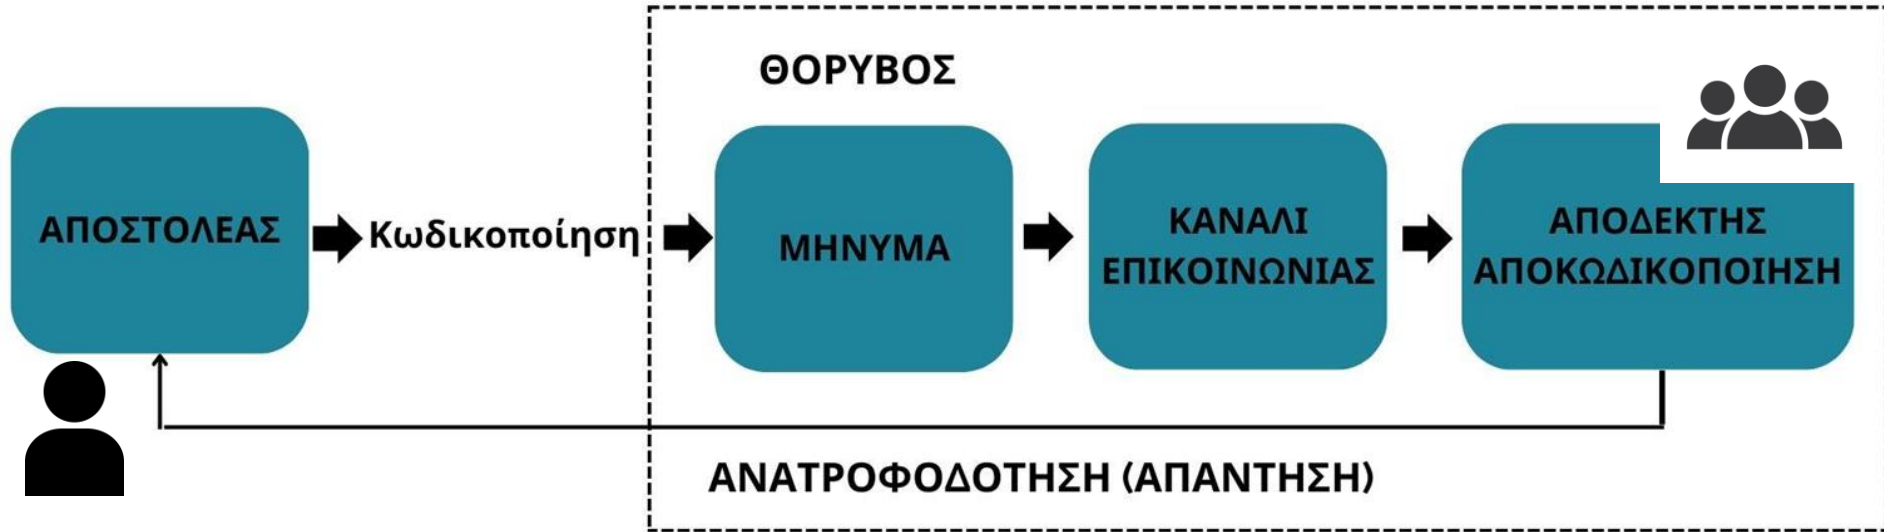 ΘΟΡΥΒΟΣ
ΑΠΟΣΤΟΛΕΑΣ
Κωδικοποίηση
ΜΗΝΥΜΑ
ΚΑΝΑΛΙ
ΕΠΙΚΟΙΝΩΝΙΑΣ
ΑΠΟΔΕΚΤΗΣ
ΑΠΟΚΩΔΙΚΟΠΟΙΗΣΗ
ΑΝΑΤΡΟΦΟΔΟΤΗΣΗ (ΑΠΑΝΤΗΣΗ)